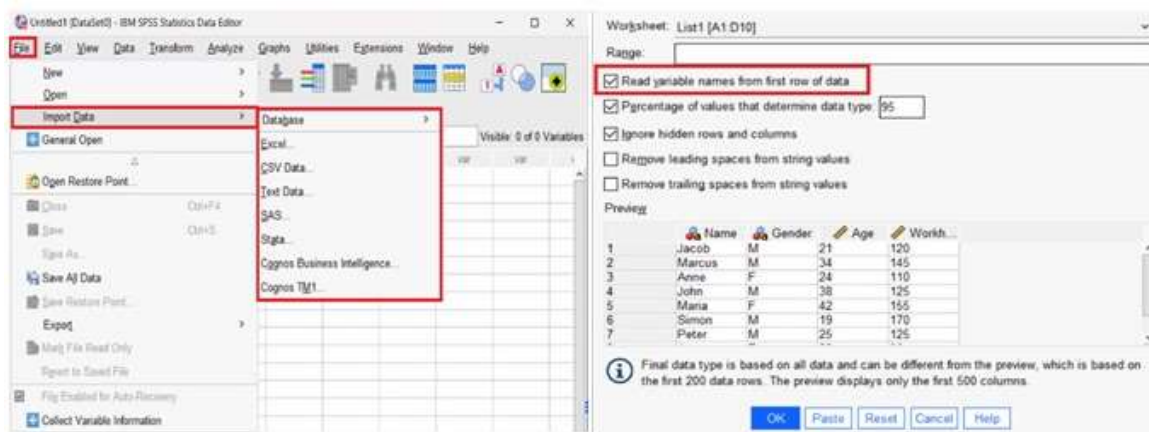 Untitled1 [DataSet0] - IBM SPSS Statistics Data Editor
File Edit View Data Transform Analyze Graphs Utilities Extensions Window Help
New
Open
Import Data
General Open
Open Restore Point...
Close Ctrl+F4
Save Ctrl+S
Save As...
Save All Data
Save Restore Point...
Export
Mark File Read Only
Revert to Saved File
File Enabled for Auto Recovery
Collect Variable Information
Database
Excel...
CSV Data...
Text Data...
SAS...
Stata...
Cognos Business Intelligence...
Cognos TM1...
Visible: 0 of 0 Variables
var var
Worksheet: List1 [A1:D10]
Range:
Read variable names from first row of data
Percentage of values that determine data type: 95
Ignore hidden rows and columns
Remove leading spaces from string values
Remove trailing spaces from string values
Preview
Name Gender Age Workh...
1 Jacob M 21 120
2 Marcus M 34 145
3 Anne F 24 110
4 John M 38 125
5 Maria F 42 155
6 Simon M 19 170
7 Peter M 25 125
Final data type is based on all data and can be different from the preview, which is based on
the first 200 data rows. The preview displays only the first 500 columns.
OK Paste Reset Cancel Help